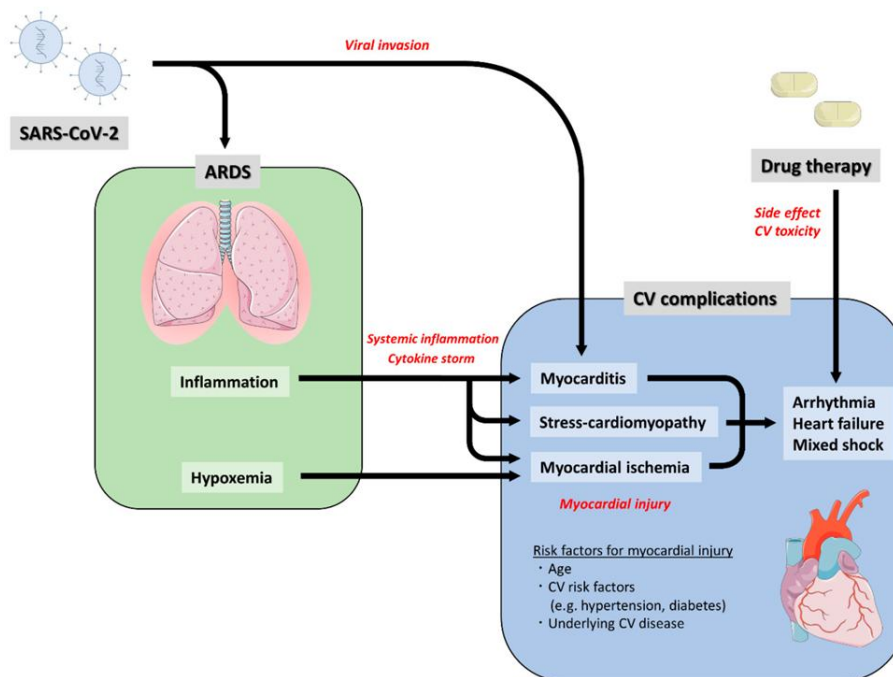 Viral invasion
SARS-CoV-2
ARDS
Drug therapy
Side effect
CV toxicity
CV complications
Systemic inflammation
Cytokine storm
Inflammation
Myocarditis
Stress-cardiomyopathy
Myocardial ischemia
Arrhythmia
Heart failure
Mixed shock
Hypoxemia
Myocardial injury
Risk factors for myocardial injury
・ Age
・ CV risk factors
(e.g. hypertension, diabetes)
・ Underlying CV disease